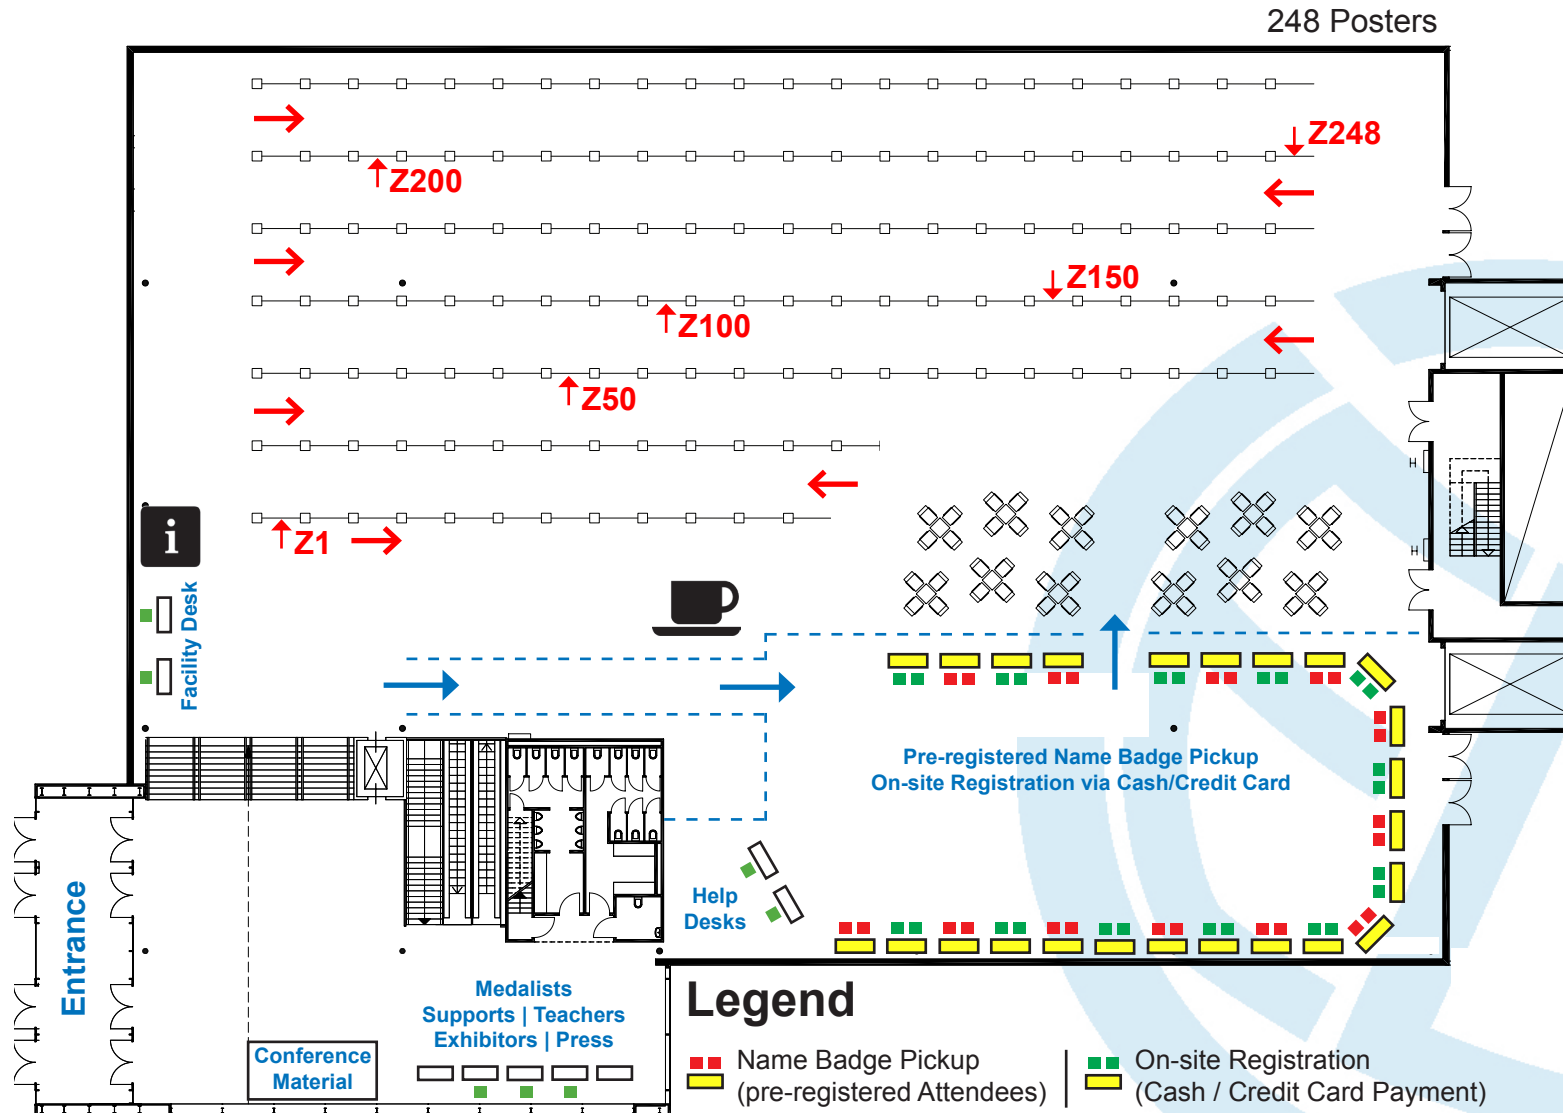 248 Posters
Z248
Z200
Z150
Z100
Z50
Z1
i
Facility Desk
Pre-registered Name Badge Pickup
On-site Registration via Cash/Credit Card
Help
Desks
Entrance
Medalists
Supports | Teachers
Exhibitors | Press
Conference
Material
Legend
Name Badge Pickup
(pre-registered Attendees)
On-site Registration
(Cash / Credit Card Payment)